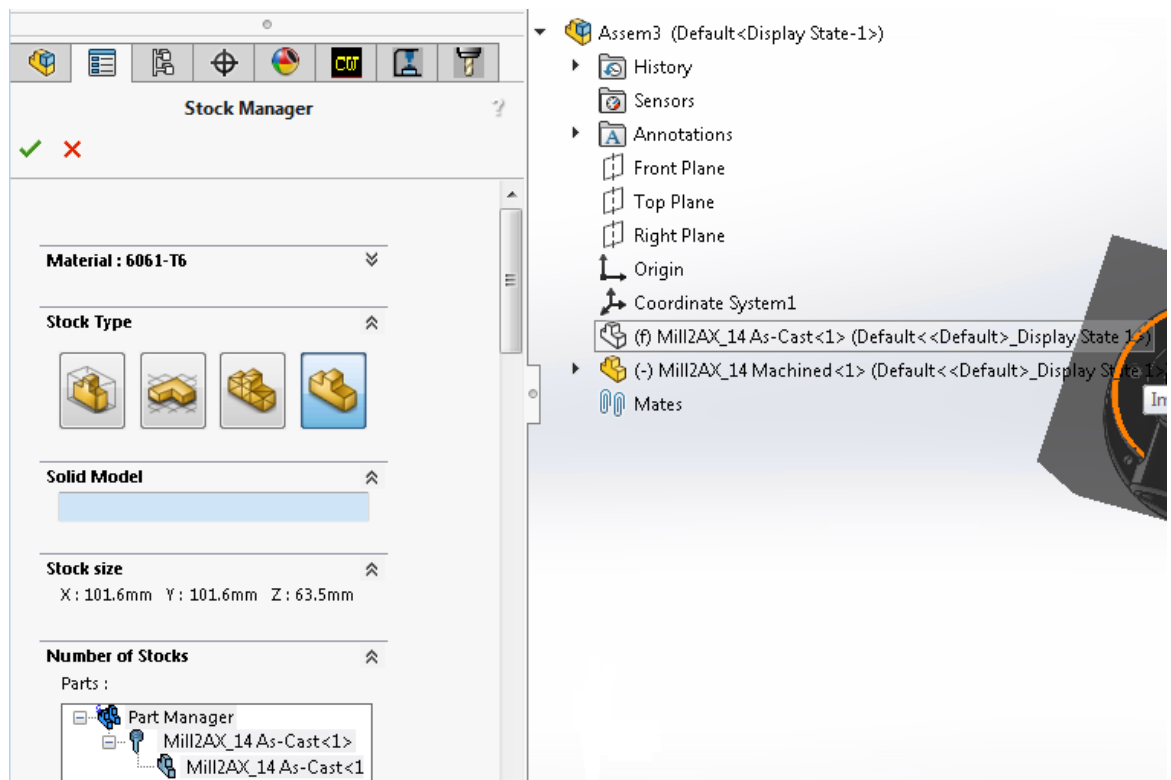 Stock Manager
?
Material : 6061-T6
Stock Type
Solid Model
Stock size
X : 101.6mm Y : 101.6mm Z : 63.5mm
Number of Stocks
Parts :
Part Manager
Mill2AX_14 As-Cast<1>
Mill2AX_14 As-Cast<1
Assem3 (Default<Display State-1>)
History
Sensors
A Annotations
Front Plane
Top Plane
Right Plane
Origin
Coordinate System1
(f) Mill2AX_14 As-Cast<1> (Default<<Default>_Display State 1>)
(-) Mill2AX_14 Machined<1> (Default<<Default>_Display State 1>
Mates